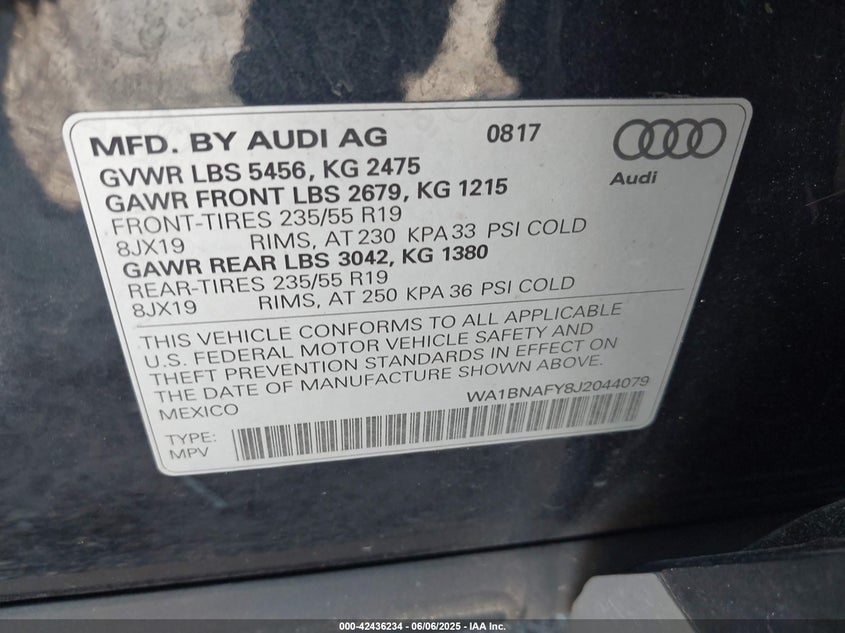 MFD. BY AUDI AG 0817
Audi
GVWR LBS 5456, KG 2475
GAWR FRONT LBS 2679, KG 1215
FRONT-TIRES 235/55 R19
8JX19 RIMS, AT 230 KPA 33 PSI COLD
GAWR REAR LBS 3042, KG 1380
REAR-TIRES 235/55 R19
8JX19 RIMS, AT 250 KPA 36 PSI COLD
THIS VEHICLE CONFORMS TO ALL APPLICABLE
U.S. FEDERAL MOTOR VEHICLE SAFETY AND
THEFT PREVENTION STANDARDS IN EFFECT ON
THE DATE OF MANUFACTURE SHOWN ABOVE.
MEXICO WA1BNAFY8J2044079
TYPE:
MPV
000-42436234 - 06/06/2025 - IAA Inc.